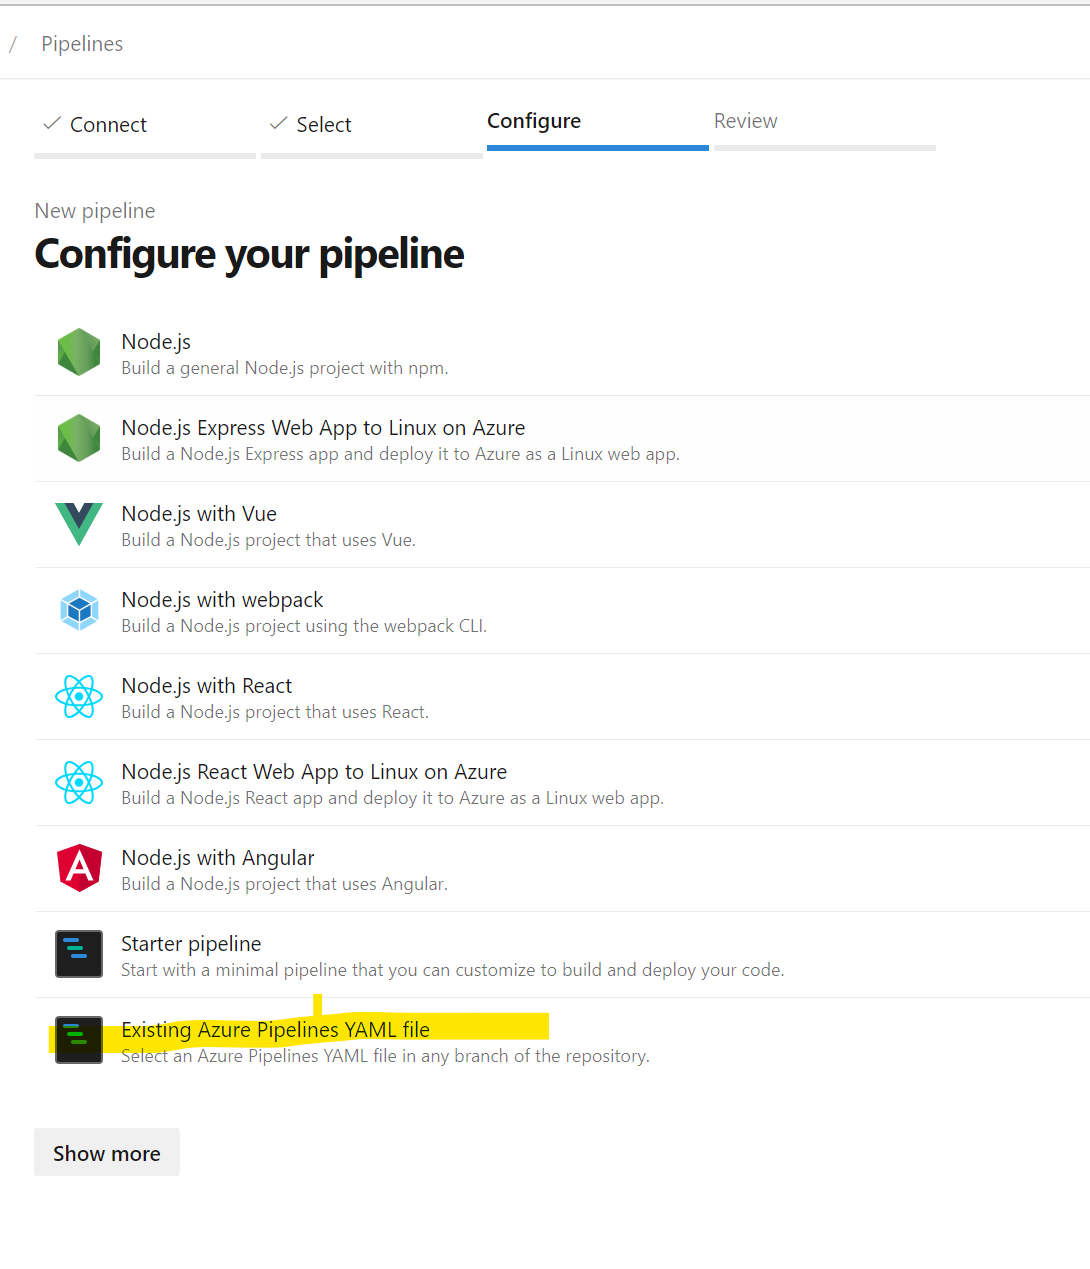 / Pipelines
Connect Select Configure Review
New pipeline
Configure your pipeline
Node.js
Build a general Node.js project with npm.
Node.js Express Web App to Linux on Azure
Build a Node.js Express app and deploy it to Azure as a Linux web app.
Node.js with Vue
Build a Node.js project that uses Vue.
Node.js with webpack
Build a Node.js project using the webpack CLI.
Node.js with React
Build a Node.js project that uses React.
Node.js React Web App to Linux on Azure
Build a Node.js React app and deploy it to Azure as a Linux web app.
Node.js with Angular
Build a Node.js project that uses Angular.
Starter pipeline
Start with a minimal pipeline that you can customize to build and deploy your code.
Existing Azure Pipelines YAML file
Select an Azure Pipelines YAML file in any branch of the repository.
Show more